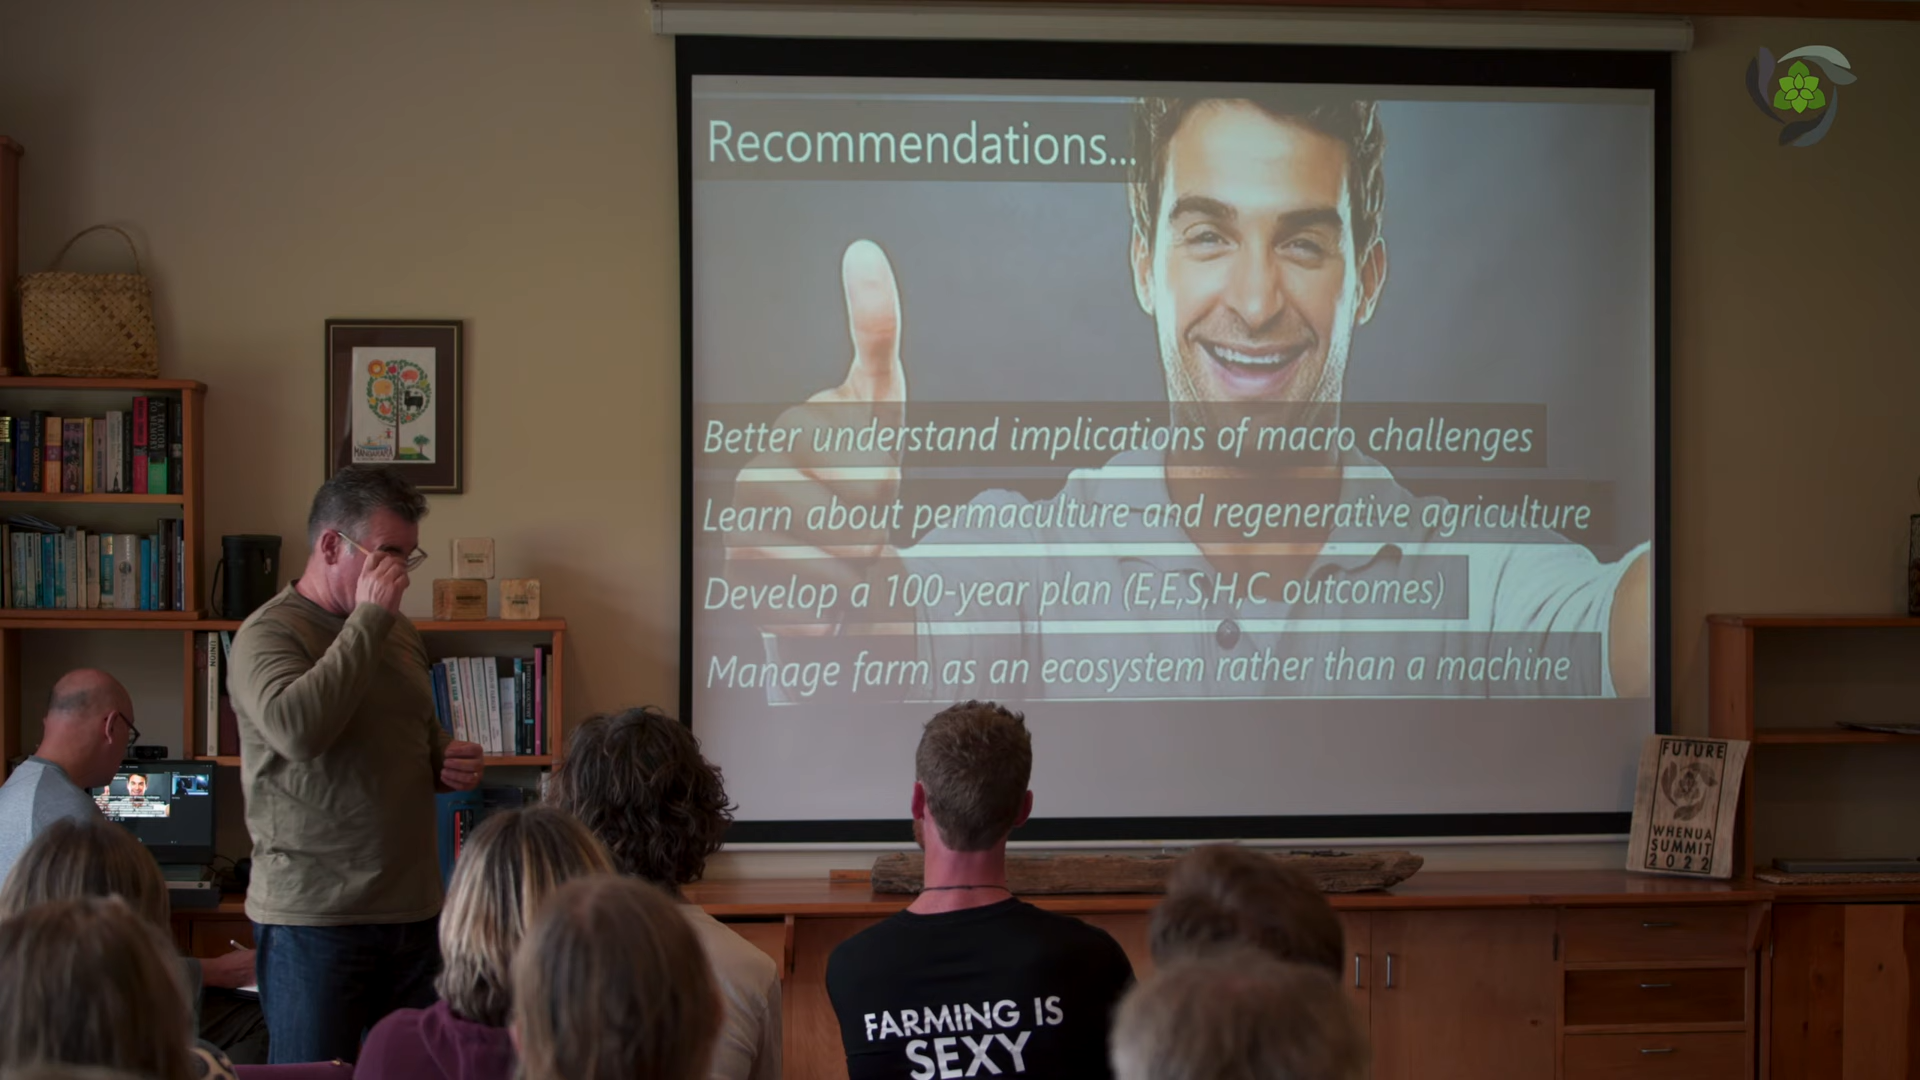 Recommendations...
Better understand implications of macro challenges
Learn about permaculture and regenerative agriculture
Develop a 100-year plan (E,E,S,H,C outcomes)
Manage farm as an ecosystem rather than a machine
MANGARARA
FUTURE
WHENUA
SUMMIT
2022
FARMING IS
SEXY